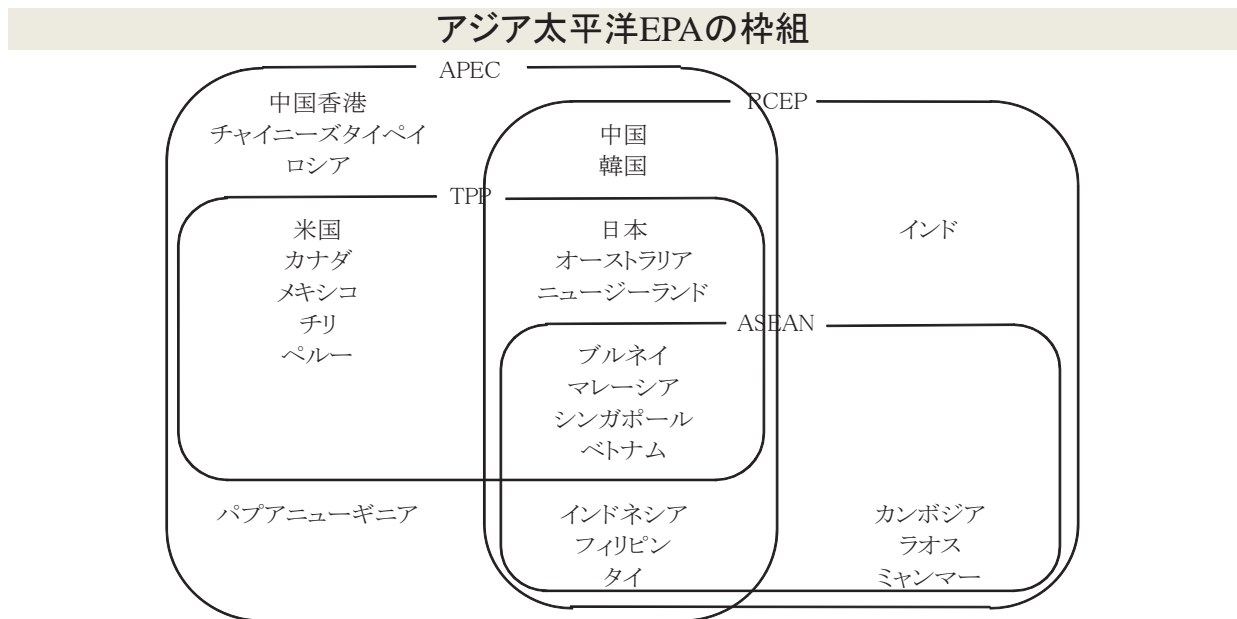 アジア太平洋EPAの枠組
APEC
中国香港
チャイニーズタイペイ
ロシア
RCEP
中国
韓国
TPP
米国
カナダ
メキシコ
チリ
ペルー
日本
オーストラリア
ニュージーランド
インド
ASEAN
ブルネイ
マレーシア
シンガポール
ベトナム
パプアニューギニア
インドネシア
フィリピン
タイ
カンボジア
ラオス
ミャンマー